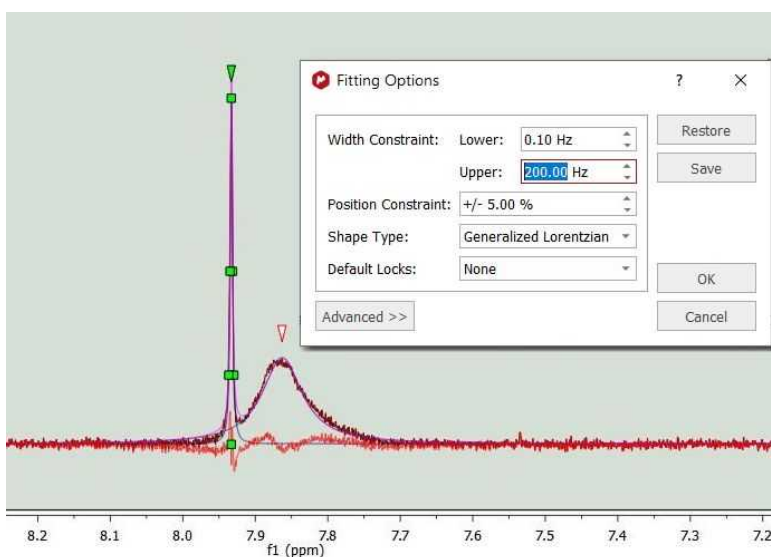 Fitting Options
? ×
Width Constraint: Lower: 0.10 Hz
Restore
Upper: 200.00 Hz
Save
Position Constraint: +/- 5.00 %
Shape Type: Generalized Lorentzian
Default Locks: None
OK
Advanced >>
Cancel
8.2 8.1 8.0 7.9 7.8 7.7 7.6 7.5 7.4 7.3 7.2
f1 (ppm)